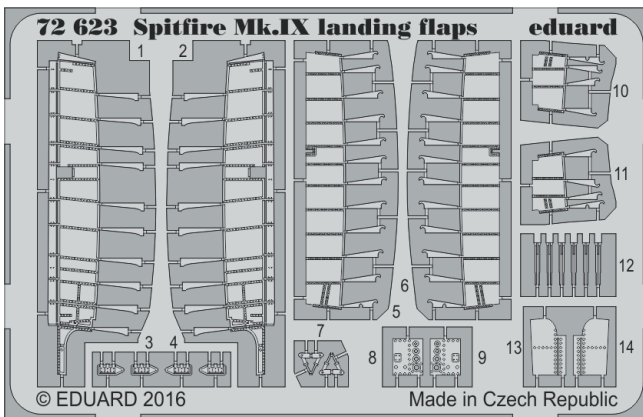 72 623 Spitfire Mk.IX landing flaps eduard
1 2
10
11
6
5
12
3 4 7
8 9
13 14
© EDUARD 2016 Made in Czech Republic